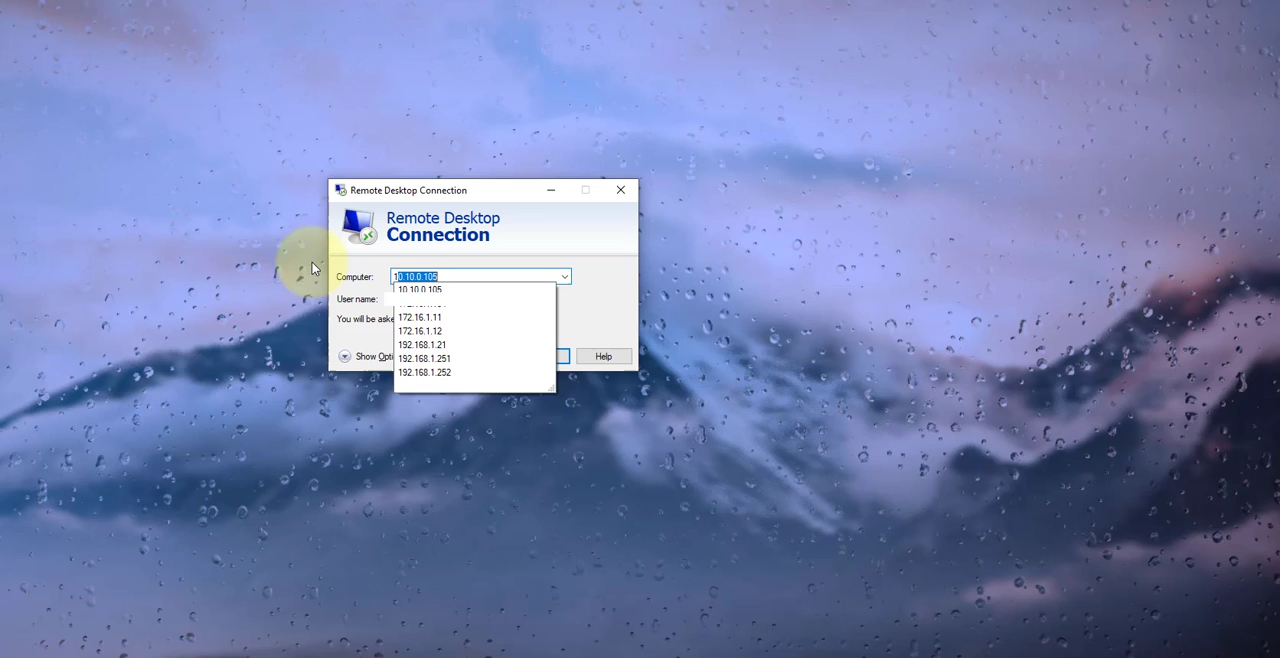 Remote Desktop Connection
Remote Desktop
Connection
Computer: 10.10.0.105
10.10.0.105
User name:
172.16.1.11
You will be aske
172.16.1.12
192.168.1.21
Show Opti
192.168.1.251
Help
192.168.1.252